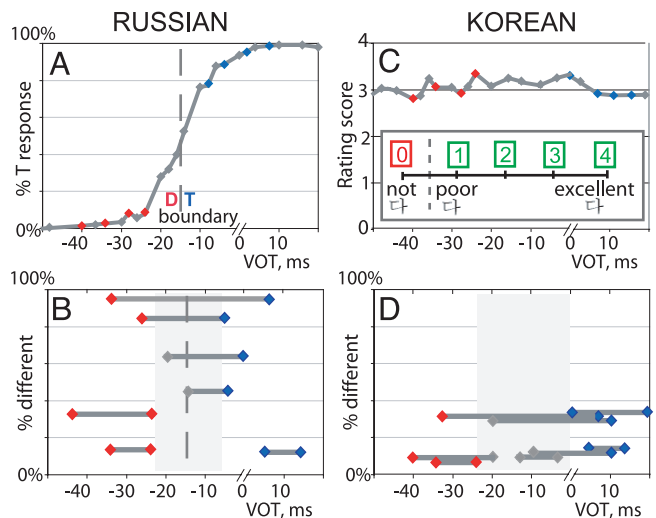 RUSSIAN
KOREAN
A
100%
% T response
0%
D T
boundary
-40 -30 -20 -10 0 10
VOT, ms
C
4
3
2
1
0
Rating score
0 1 2 3 4
not poor excellent
다 다 다
-40 -30 -20 -10 0 10
VOT, ms
B
100%
% different
0%
-40 -30 -20 -10 0 10
VOT, ms
D
100%
% different
0%
-40 -30 -20 -10 0 10
VOT, ms